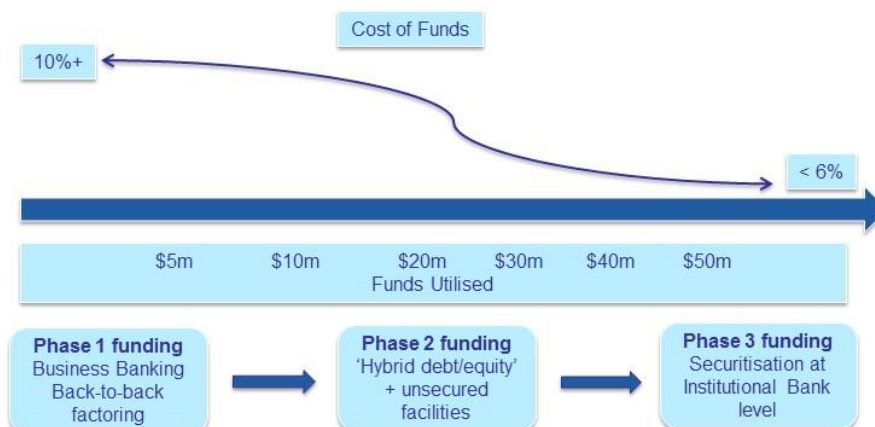 Cost of Funds
10%+
< 6%
$5m $10m $20m $30m $40m $50m
Funds Utilised
Phase 1 funding
Business Banking
Back-to-back
factoring
Phase 2 funding
‘Hybrid debt/equity’
+ unsecured
facilities
Phase 3 funding
Securitisation at
Institutional Bank
level